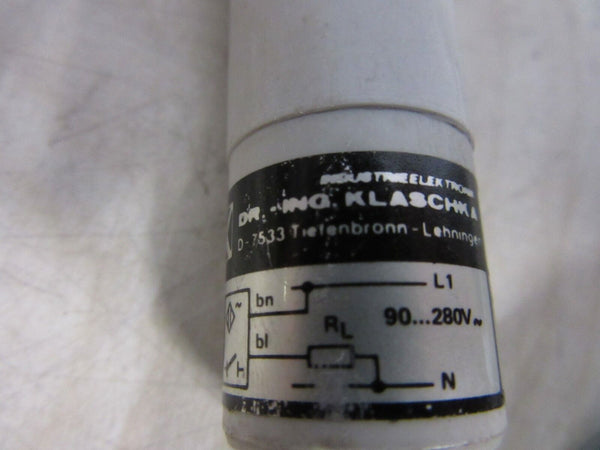 INDUSTRIEELEKTRONIK
DR.-ING. KLASCHKA
D-7533 Tiefenbronn-Lehningen
bn
L1
90...280V~
RL
bl
N